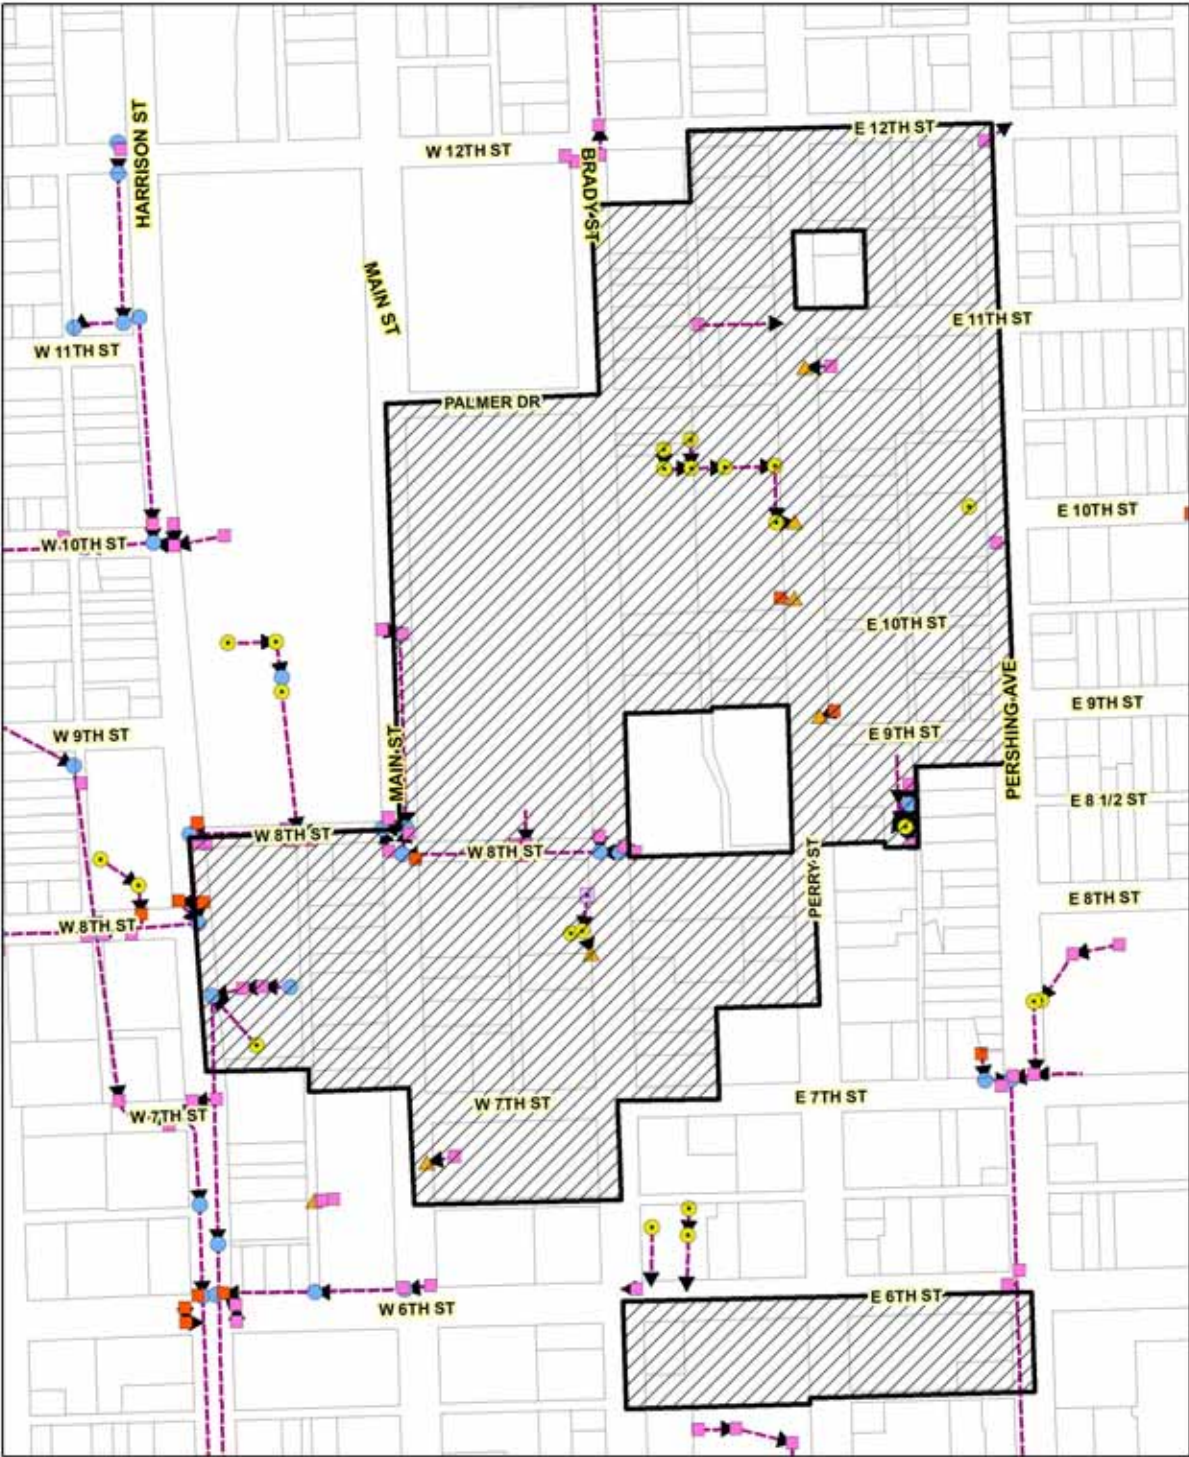 E 12TH ST
HARRISON ST
W 12TH ST
BRADY ST
MAIN ST
E 11TH ST
W 11TH ST
PALMER DR
E 10TH ST
W 10TH ST
E 10TH ST
PERSHING AVE
E 9TH ST
W 9TH ST
E 9TH ST
MAIN ST
E 8 1/2 ST
W 8TH ST
W 8TH ST
PERRY ST
E 8TH ST
W 8TH ST
E 7TH ST
W 7TH ST
W 7TH ST
E 6TH ST
W 6TH ST